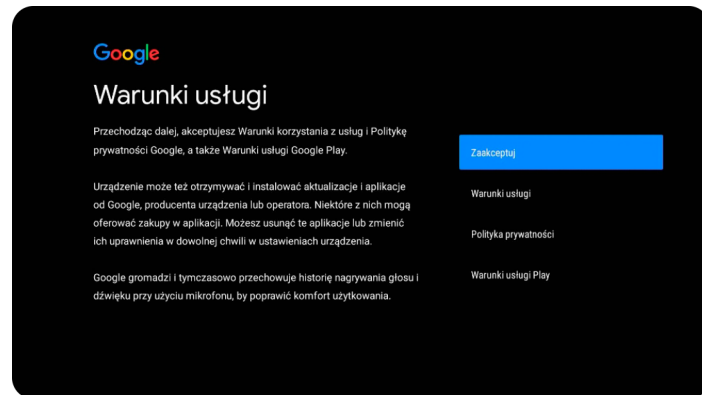 Google
Warunki usługi
Przechodząc dalej, akceptujesz Warunki korzystania z usług i Politykę
prywatności Google, a także Warunki usługi Google Play.
Urządzenie może też otrzymywać i instalować aktualizacje i aplikacje
od Google, producenta urządzenia lub operatora. Niektóre z nich mogą
oferować zakupy w aplikacji. Możesz usunąć te aplikacje lub zmienić
ich uprawnienia w dowolnej chwili w ustawieniach urządzenia.
Google gromadzi i tymczasowo przechowuje historię nagrywania głosu i
dźwięku przy użyciu mikrofonu, by poprawić komfort użytkowania.
Zaakceptuj
Warunki usługi
Polityka prywatności
Warunki usługi Play